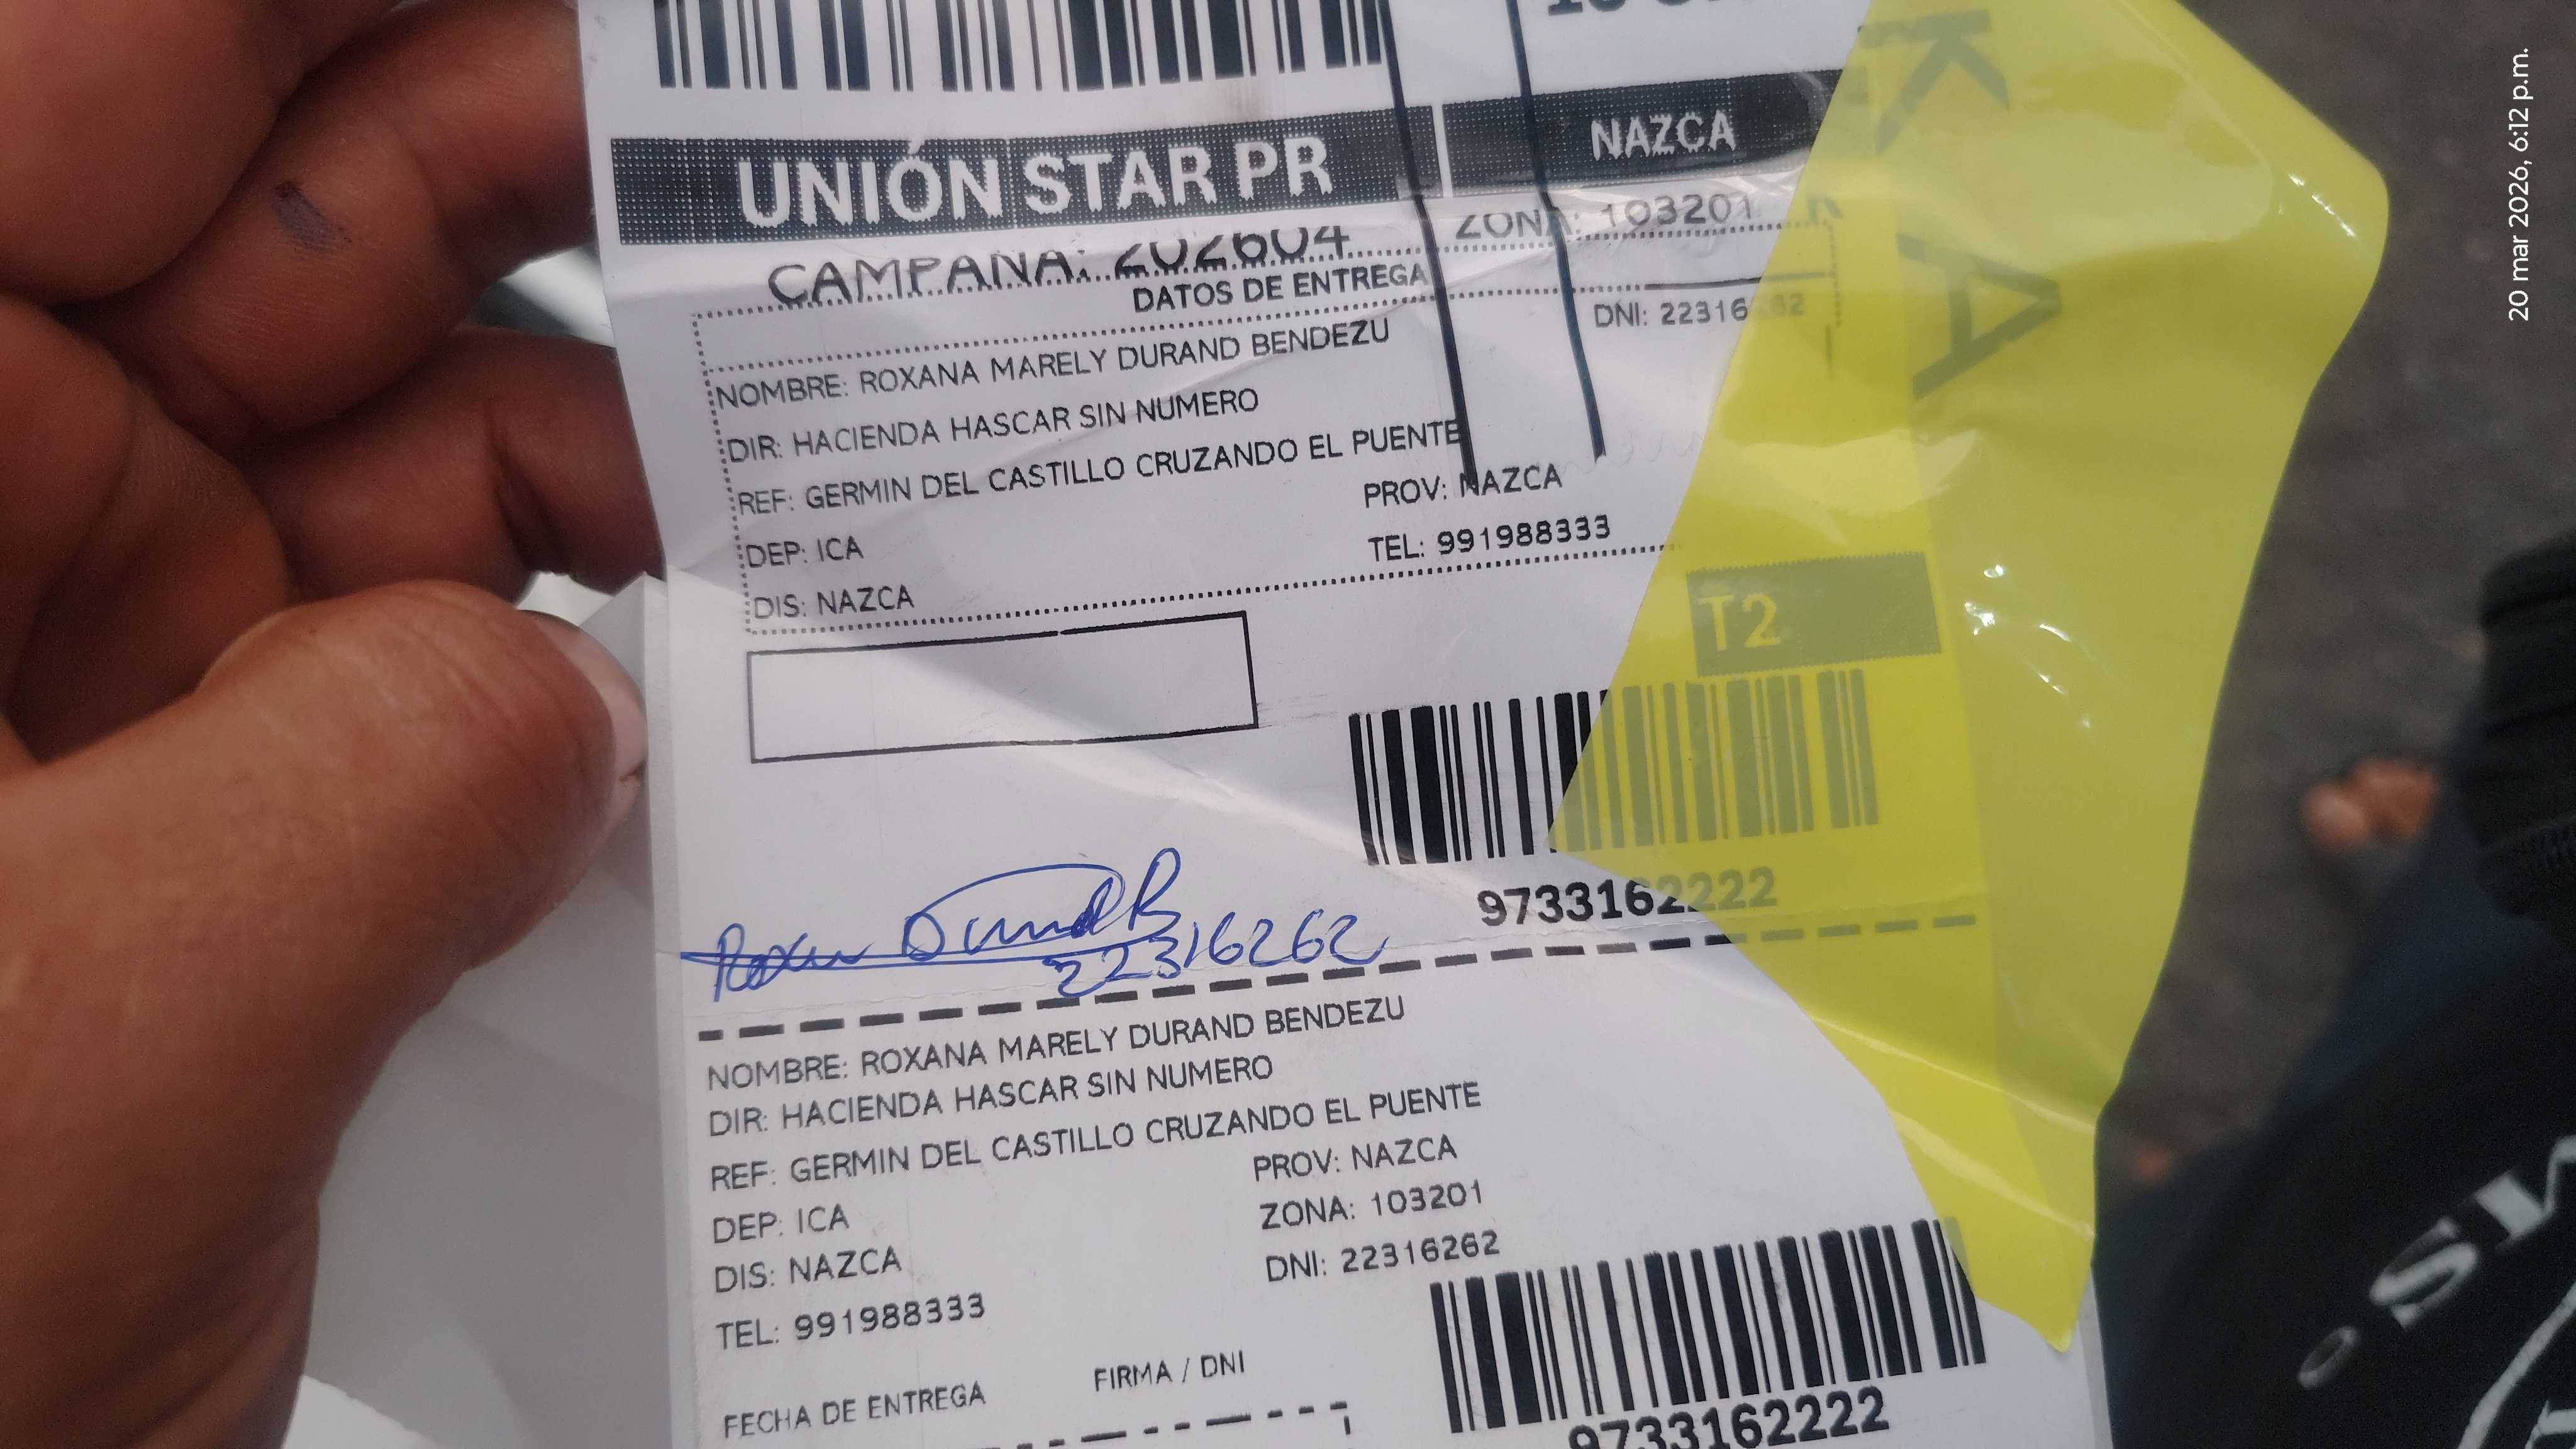 UNIÓN STAR PR
NAZCA
CAMPAÑA: 202604
ZONA: 103201
DATOS DE ENTREGA
DNI: 22316262
NOMBRE: ROXANA MARELY DURAND BENDEZU
DIR: HACIENDA HASCAR SIN NUMERO
REF: GERMIN DEL CASTILLO CRUZANDO EL PUENTE
DEP: ICA
PROV: NAZCA
DIS: NAZCA
TEL: 991988333
T2
9733162222
22316262
NOMBRE: ROXANA MARELY DURAND BENDEZU
DIR: HACIENDA HASCAR SIN NUMERO
REF: GERMIN DEL CASTILLO CRUZANDO EL PUENTE
DEP: ICA
PROV: NAZCA
DIS: NAZCA
ZONA: 103201
TEL: 991988333
DNI: 22316262
FECHA DE ENTREGA
FIRMA / DNI
9733162222
KA
20 mar 2026, 6:12 p.m.